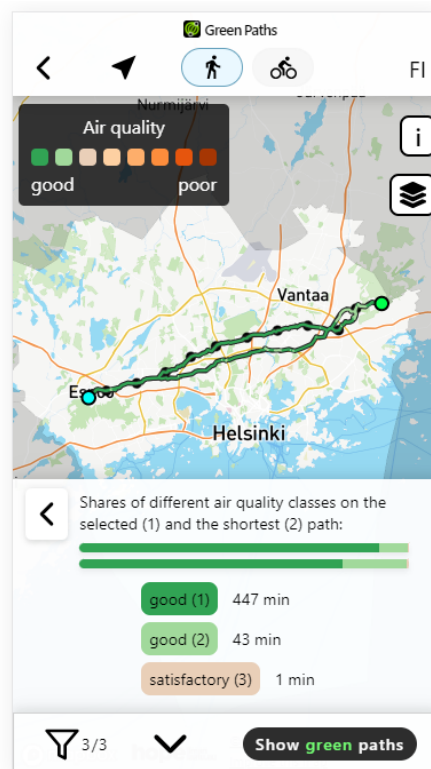 Green Paths
FI
Nurmijärvi
Air quality
good poor
i
Vantaa
Espoo
Helsinki
Shares of different air quality classes on the
selected (1) and the shortest (2) path:
good (1) 447 min
good (2) 43 min
satisfactory (3) 1 min
3/3
Show green paths